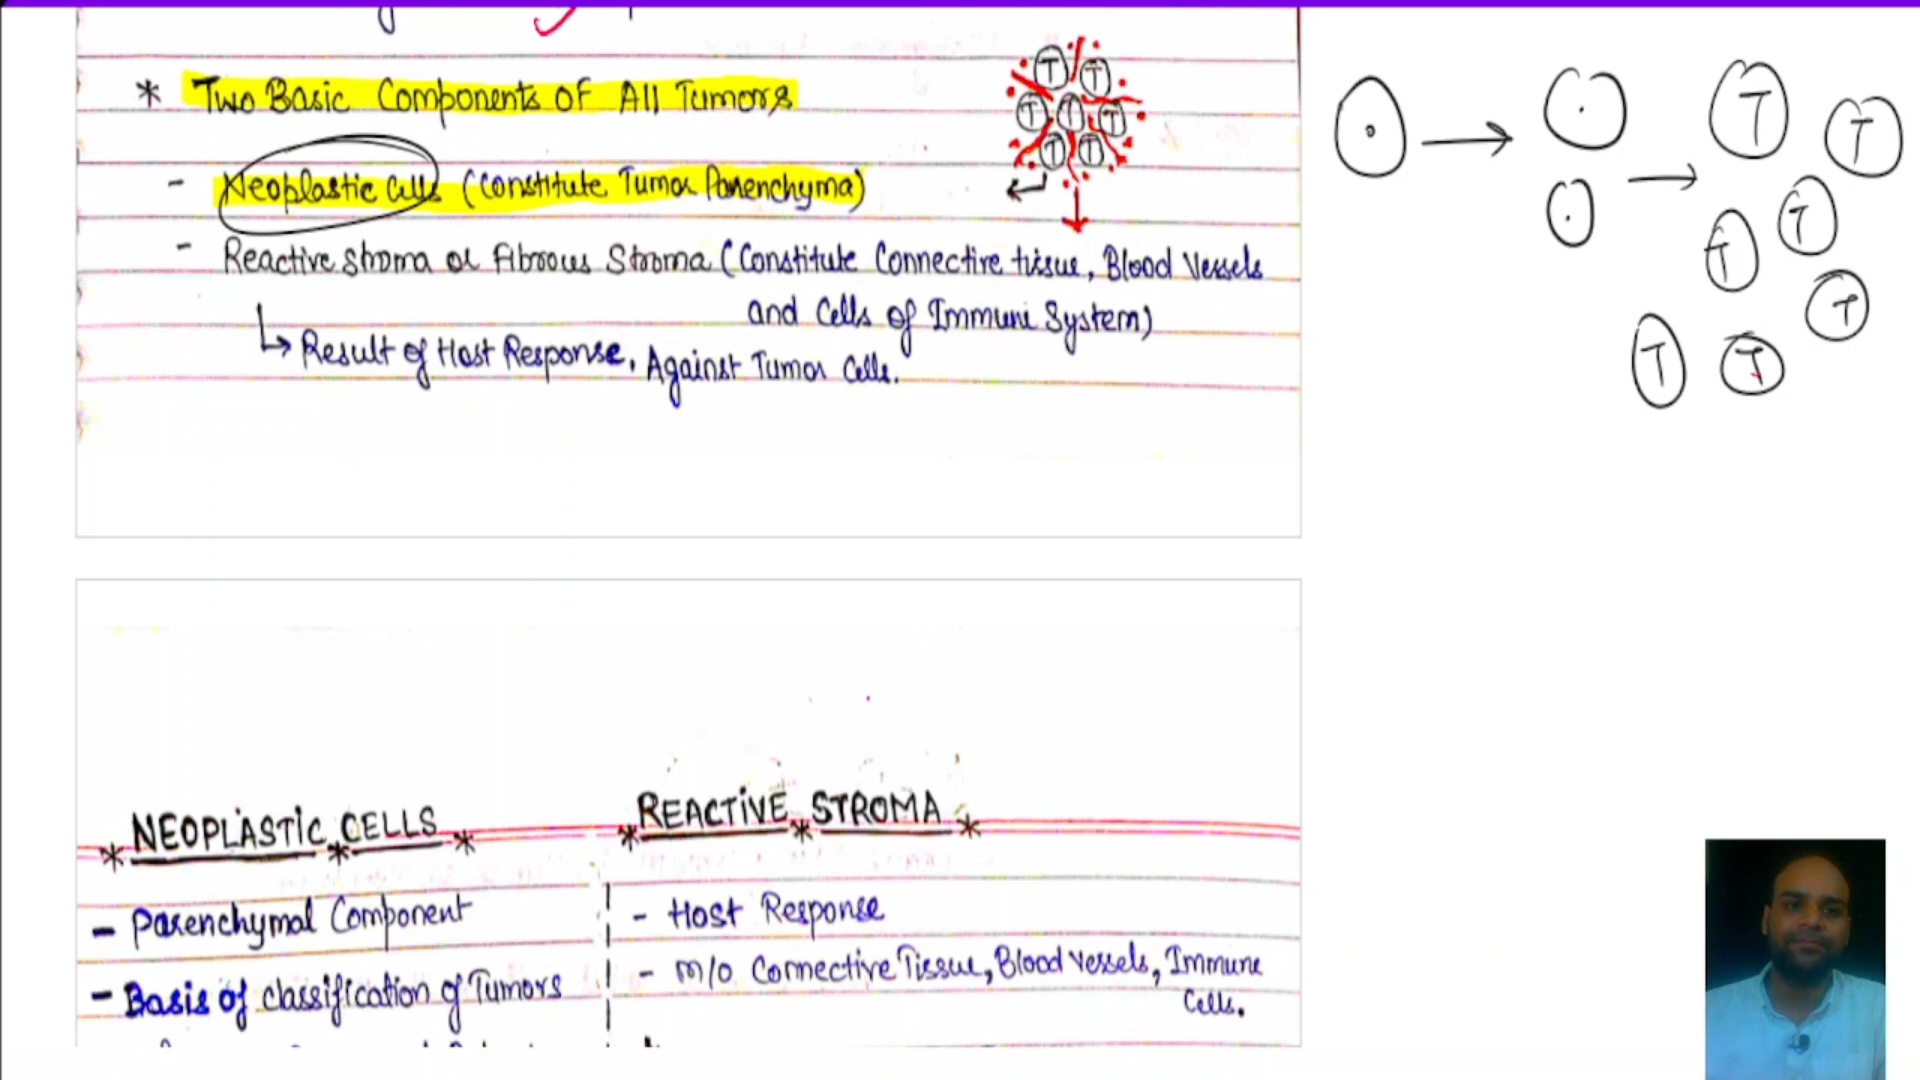 * Two Basic Components of All Tumors
- Neoplastic Cells (Constitute Tumor Parenchyma)
- Reactive Stroma or Fibrous Stroma (Constitute Connective tissue, Blood Vessels
and Cells of Immune System)
↳ Result of Host Response, Against Tumor Cells.
T T
T T T
T T
T T
T T
T
T T
* NEOPLASTIC * CELLS *
- Parenchymal Component
- Basis of classification of Tumors
* REACTIVE * STROMA *
- Host Response
- m/o Connective Tissue, Blood vessels, Immune
Cells.